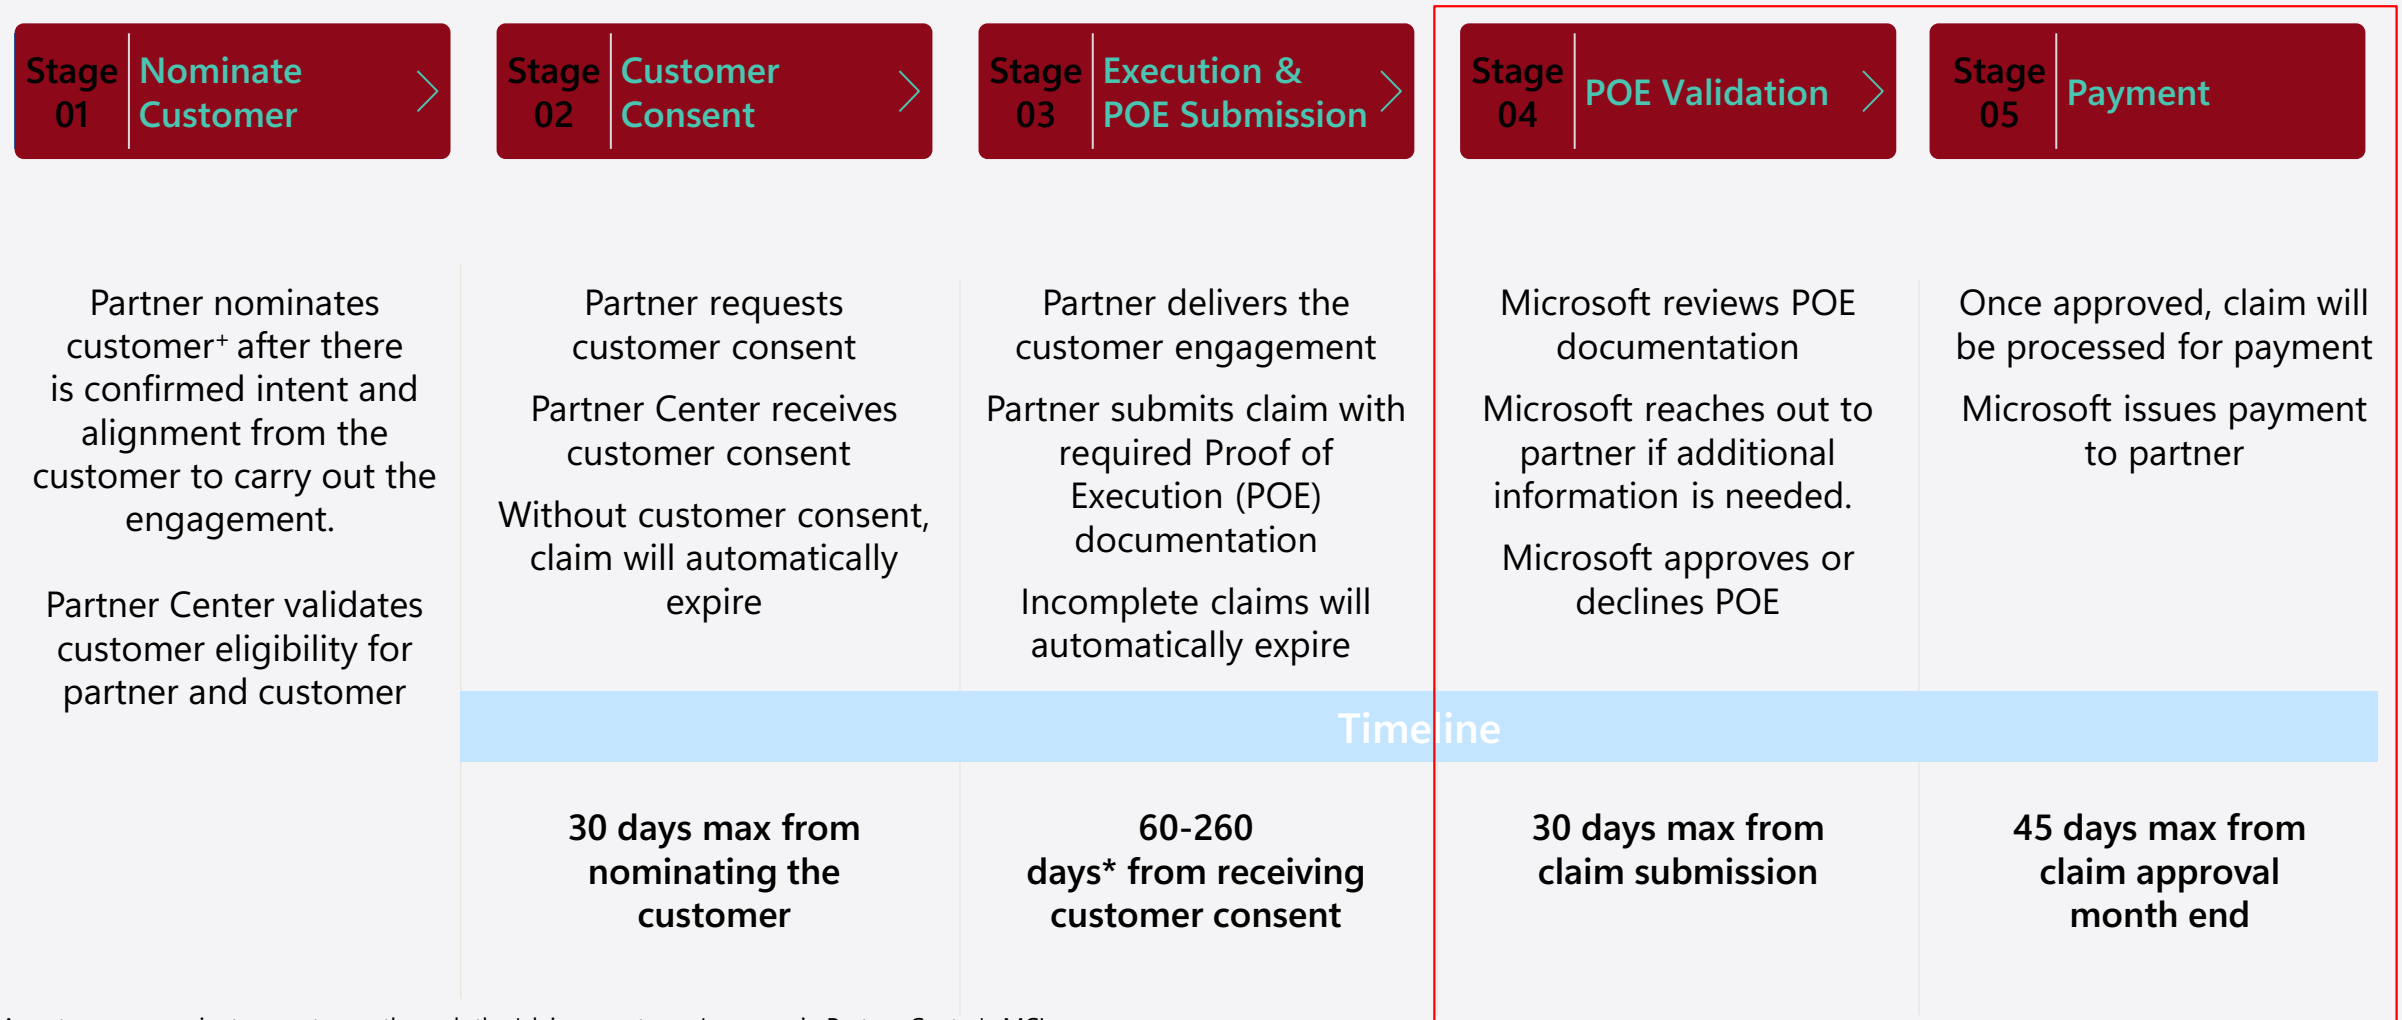 Stage
01
Nominate
Customer
Stage
02
Customer
Consent
Stage
03
Execution &
POE Submission
Stage
04
POE Validation
Stage
05
Payment
Partner nominates
customer+ after there
is confirmed intent and
alignment from the
customer to carry out the
engagement.
Partner Center validates
customer eligibility for
partner and customer
Partner requests
customer consent
Partner Center receives
customer consent
Without customer consent,
claim will automatically
expire
Partner delivers the
customer engagement
Partner submits claim with
required Proof of
Execution (POE)
documentation
Incomplete claims will
automatically expire
Microsoft reviews POE
documentation
Microsoft reaches out to
partner if additional
information is needed.
Microsoft approves or
declines POE
Once approved, claim will
be processed for payment
Microsoft issues payment
to partner
Timeline
30 days max from
nominating the
customer
60-260
days* from receiving
customer consent
30 days max from
claim submission
45 days max from
claim approval
month end